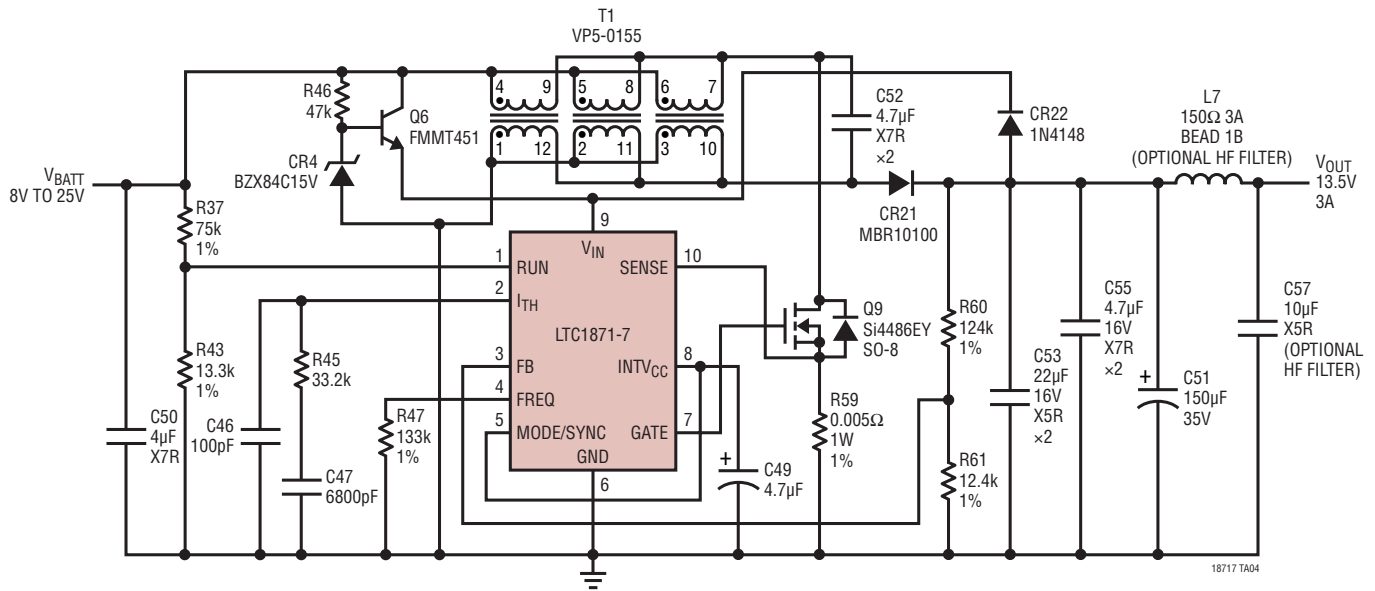 T1
VP5-0155
4
9
5
8
6
7
1
12
2
11
3
10
R46
47k
Q6
FMMT451
CR4
BZX84C15V
C52
4.7µF
X7R
×2
CR22
1N4148
L7
150Ω 3A
BEAD 1B
(OPTIONAL HF FILTER)
VBATT
8V TO 25V
VOUT
13.5V
3A
CR21
MBR10100
R37
75k
1%
9
VIN
1
RUN
SENSE
10
2
ITH
LTC1871-7
Q9
Si4486EY
SO-8
R60
124k
1%
C55
4.7µF
16V
X7R
×2
C57
10µF
X5R
(OPTIONAL
HF FILTER)
R43
13.3k
1%
R45
33.2k
3
FB
INTVCC
8
C53
22µF
16V
X5R
×2
+
C51
150µF
35V
4
FREQ
R47
133k
1%
R59
0.005Ω
1W
1%
C50
4µF
X7R
C46
100pF
5
MODE/SYNC
GATE
7
GND
6
C47
6800pF
+
C49
4.7µF
R61
12.4k
1%
18717 TA04